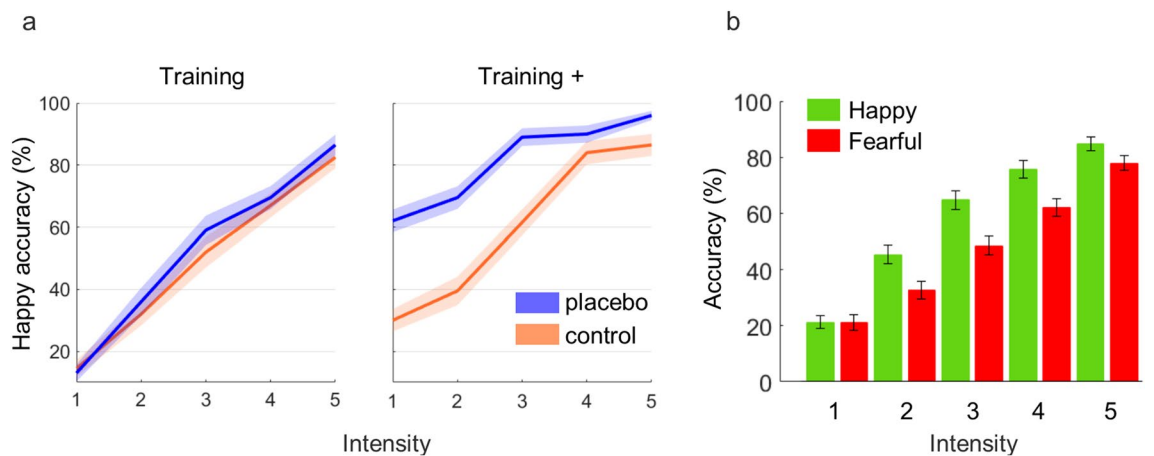 a
Training
Training +
Happy accuracy (%)
100
80
60
40
20
1 2 3 4 5
1 2 3 4 5
placebo
control
Intensity
b
Accuracy (%)
100
80
60
40
20
0
Happy
Fearful
1 2 3 4 5
Intensity